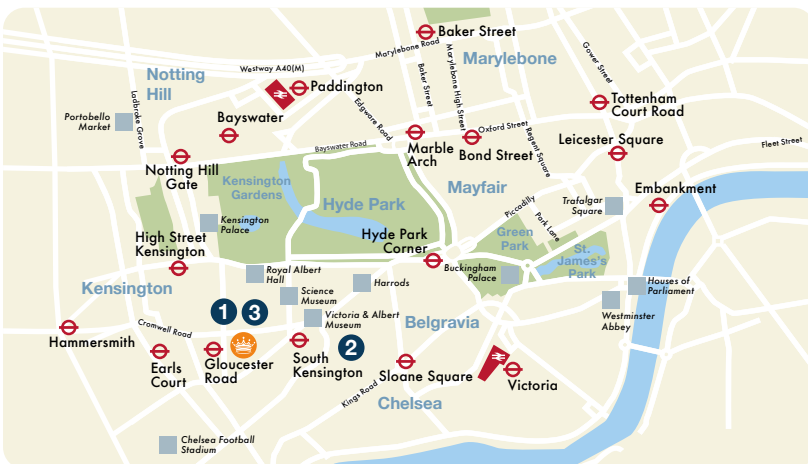 Baker Street
Marylebone Road
Marylebone
Gower Street
Westway A40(M)
Notting
Hill
Paddington
Baker Street
Marylebone High Street
Ladbroke Grove
Edgware Road
Tottenham
Court Road
Portobello
Market
Bayswater
Oxford Street
Regent Square
Leicester Square
Fleet Street
Bayswater Road
Marble
Arch
Bond Street
Notting Hill
Gate
Kensington
Gardens
Mayfair
Embankment
Hyde Park
Piccadilly
Trafalgar
Square
Park Lane
Kensington
Palace
High Street
Kensington
Hyde Park
Corner
Green
Park
St.
James's
Park
Buckingham
Palace
Royal Albert
Hall
Harrods
Houses of
Parliament
Kensington
Science
Museum
1
3
Victoria & Albert
Museum
Westminster
Abbey
Belgravia
Cromwell Road
Hammersmith
2
Earls
Court
Gloucester
Road
South
Kensington
Sloane Square
Victoria
Kings Road
Chelsea
Chelsea Football
Stadium